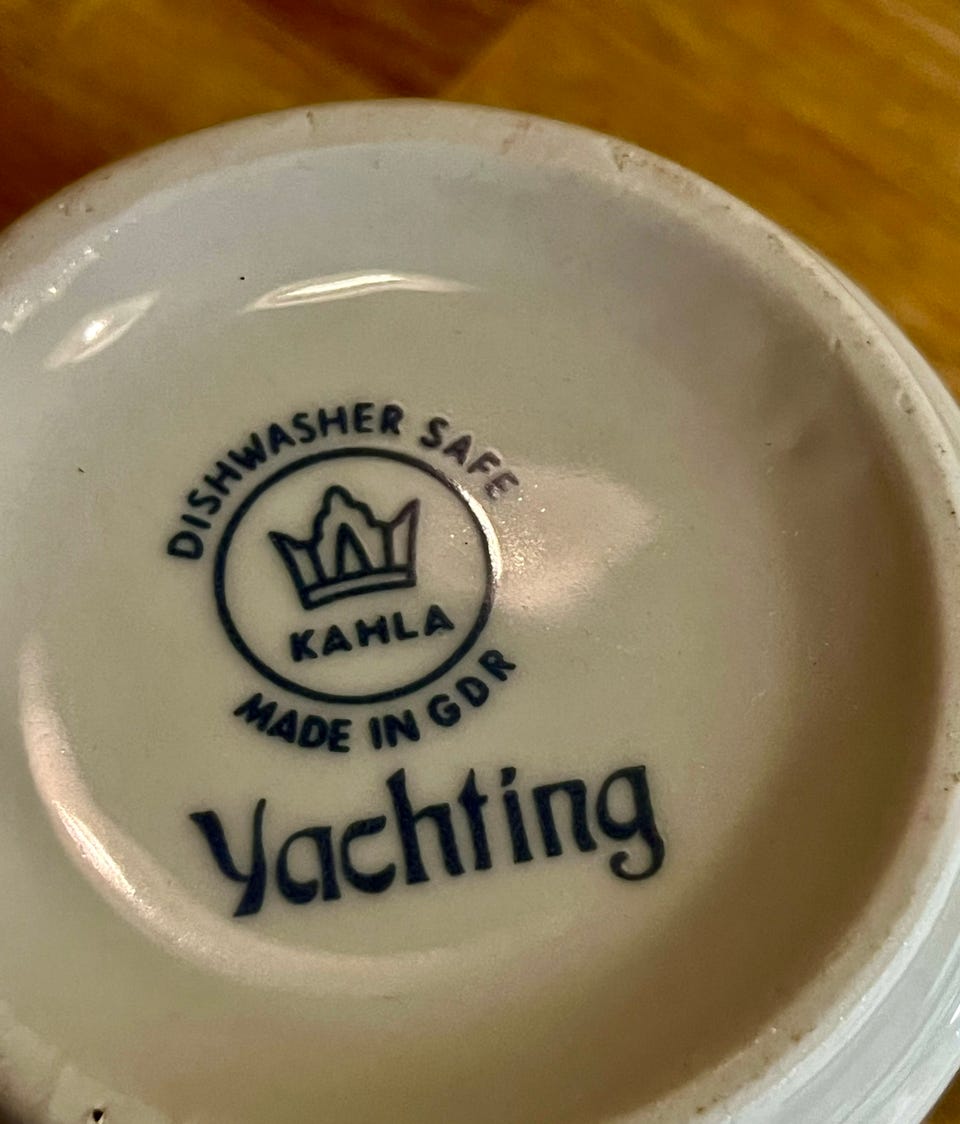 DISHWASHER SAFE
KAHLA
MADE IN GDR
Yachting